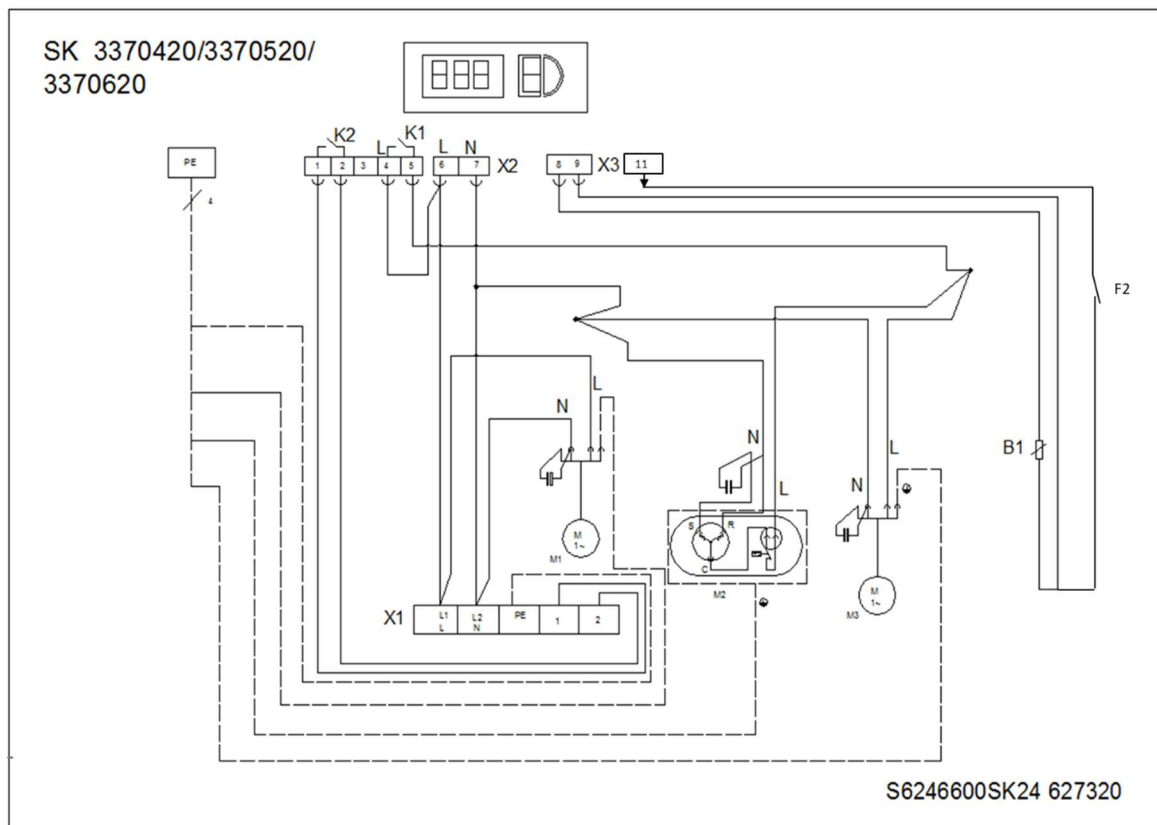 SK 3370420/3370520/
3370620
K2 L K1 L N
PE 1 2 3 4 5 6 7 X2 8 9 X3 11
4
F2
L
N
N
L
L
N
B1
S R
C
M
1~
M1
M2
M
1~
M3
X1 L1 L2 PE 1 2
L N
S6246600SK24 627320